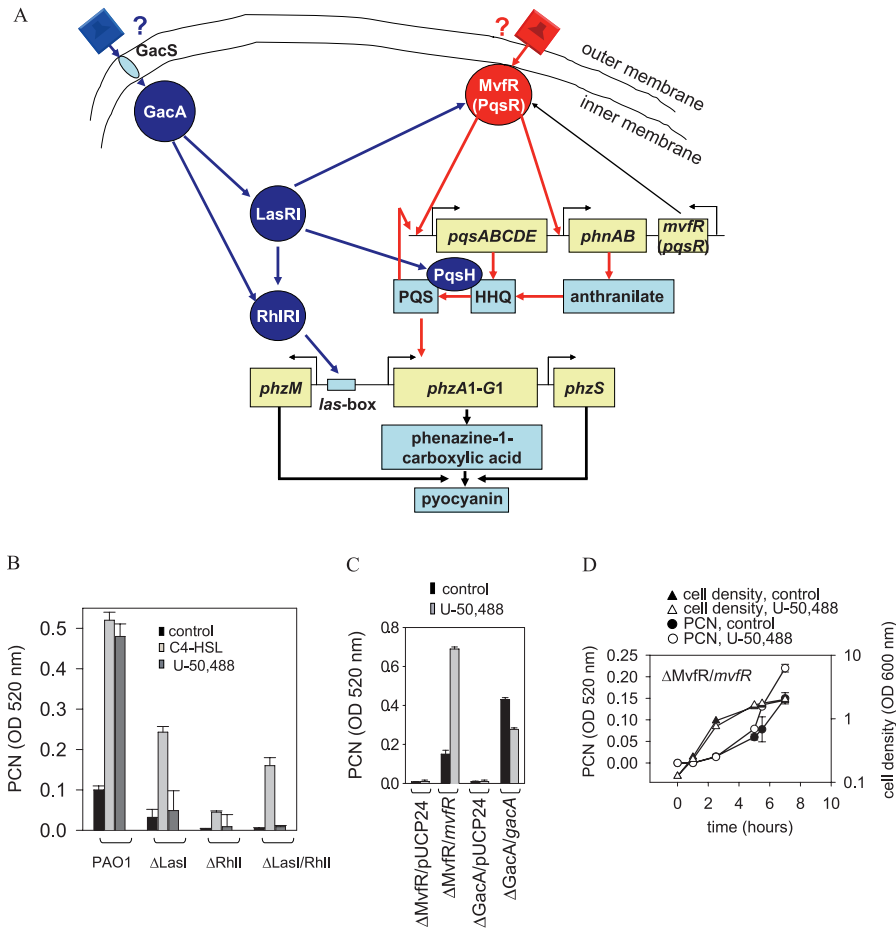 A
?
GacS
GacA
?
MvfR
(PqsR)
outer membrane
inner membrane
LasRI
pqsABCDE
phnAB
mvfR
(pqsR)
PqsH
PQS
HHQ
anthranilate
RhlRI
phzM
las-box
phzA1-G1
phzS
phenazine-1-
carboxylic acid
pyocyanin
B
PCN (OD 520 nm)
0.5
0.4
0.3
0.2
0.1
0.0
control
C4-HSL
U-50,488
PAO1
ΔLasI
ΔRhlI
ΔLasI/RhlI
C
control
U-50,488
PCN (OD 520 nm)
0.8
0.6
0.4
0.2
0.0
ΔMvfR/pUCP24
ΔMvfR/mvfR
ΔGacA/pUCP24
ΔGacA/gacA
D
cell density, control
cell density, U-50,488
PCN, control
PCN, U-50,488
ΔMvfR/mvfR
PCN (OD 520 nm)
0.25
0.20
0.15
0.10
0.05
0.00
10
1
0.1
cell density (OD 600 nm)
0 2 4 6 8 10
time (hours)